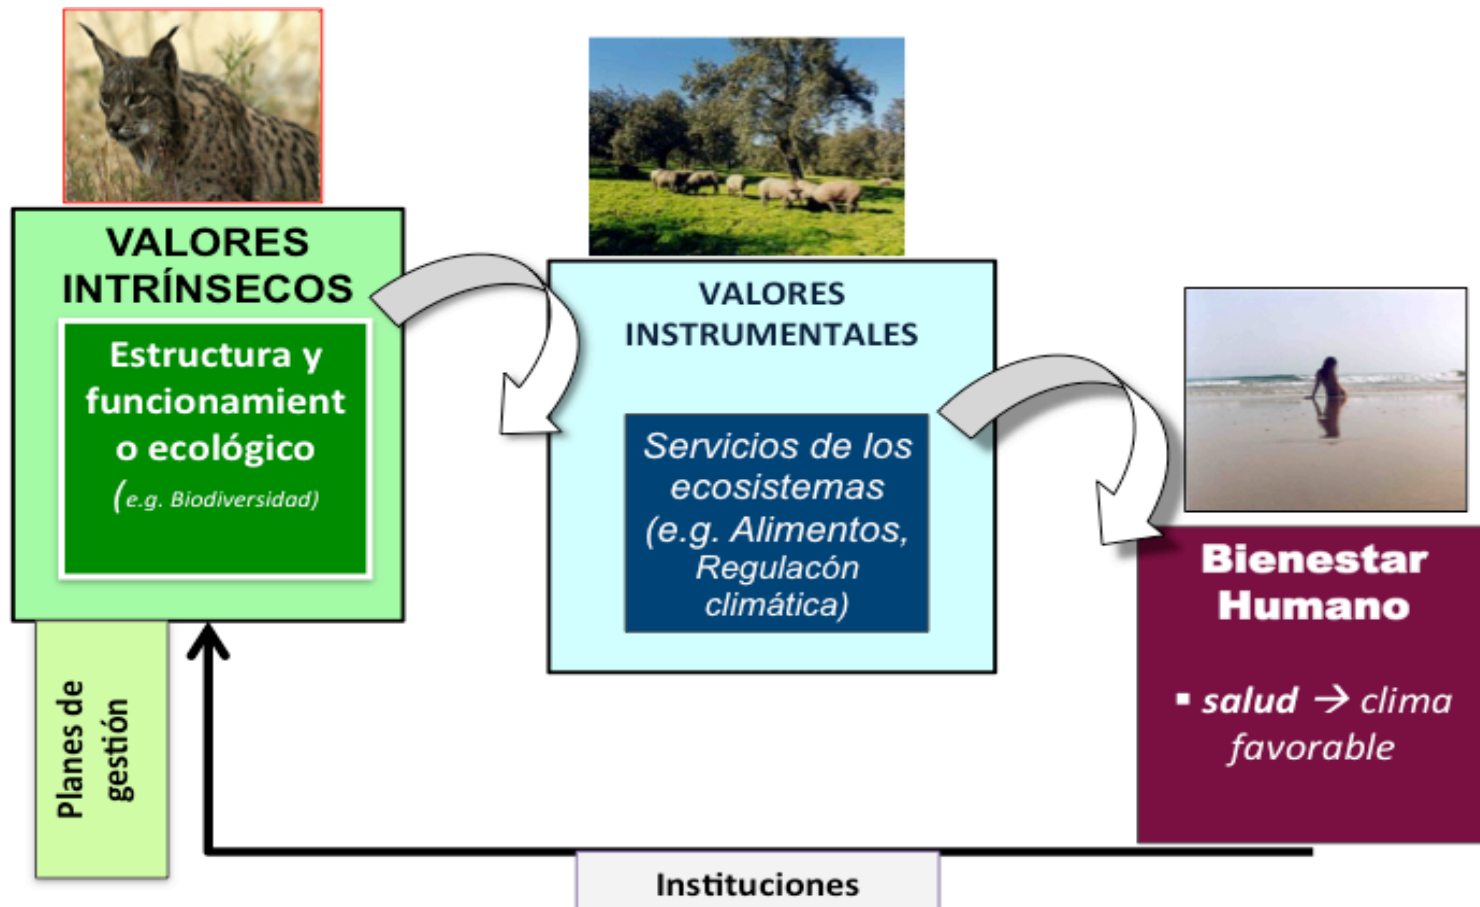 VALORES
INTRÍNSECOS
Estructura y
funcionamient
o ecológico
(e.g. Biodiversidad)
Planes de
gestión
VALORES
INSTRUMENTALES
Servicios de los
ecosistemas
(e.g. Alimentos,
Regulacón
climática)
Bienestar
Humano
▪ salud → clima
favorable
Instituciones